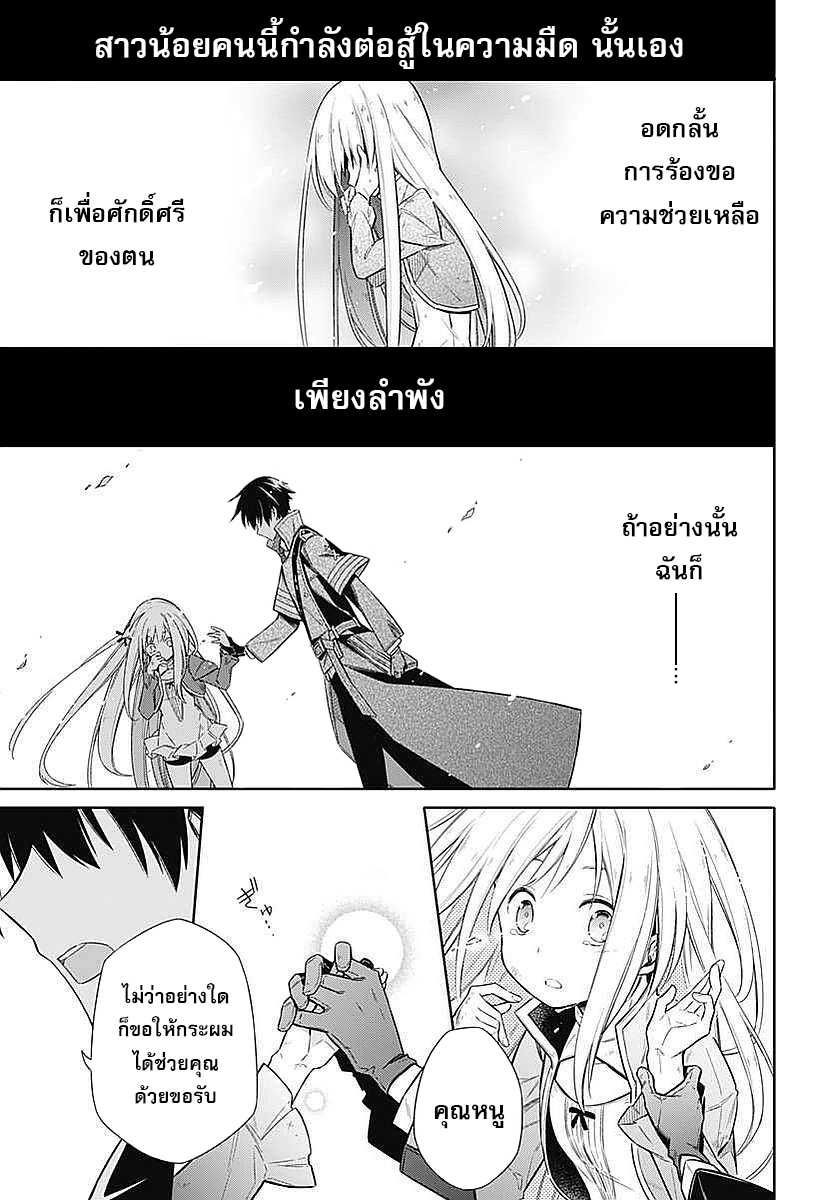 สาวน้อยคนนี้กำลังต่อสู้ในความมืด นั้นเอง
อดกลั้น
การร้องขอ
ความช่วยเหลือ
ก็เพื่อศักดิ์ศรี
ของตน
เพียงลำพัง
ถ้าอย่างนั้น
ฉันก็
คุณหนู
ไม่ว่าอย่างใด
ก็ขอให้กระผม
ได้ช่วยคุณ
ด้วยขอรับ